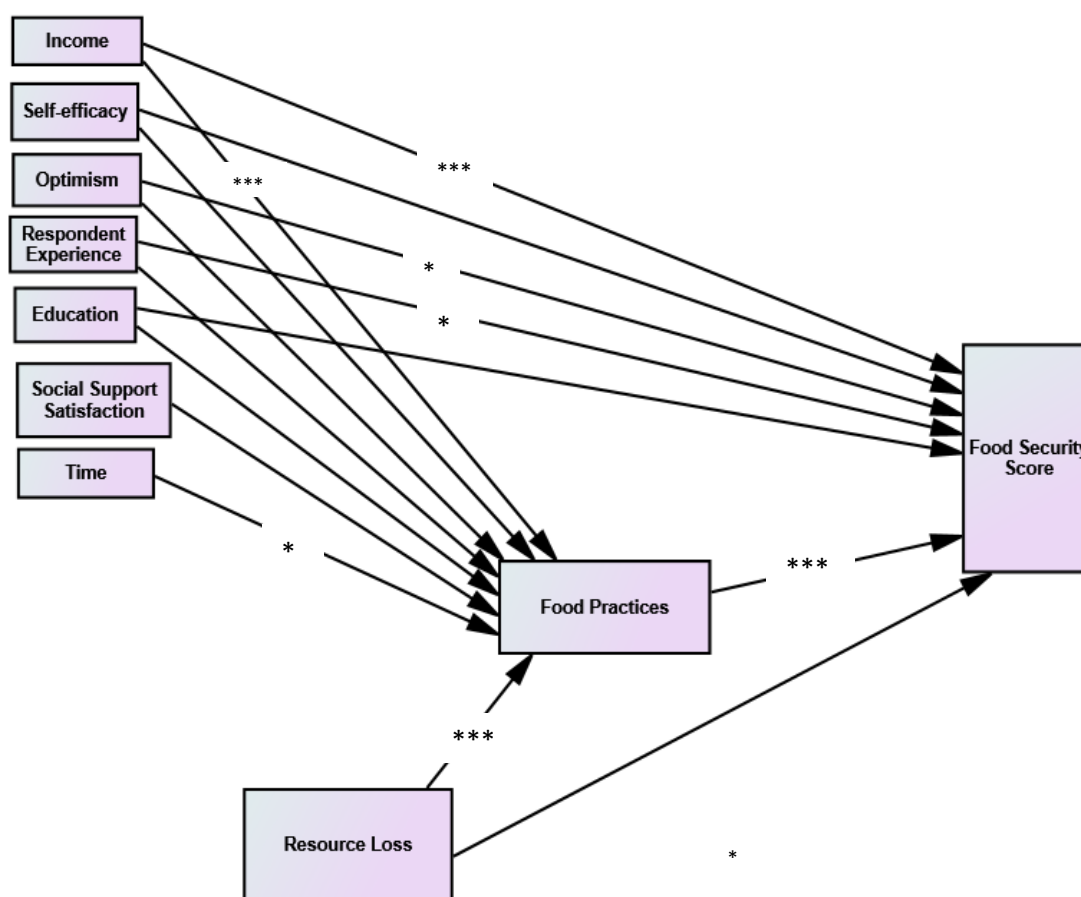 Income
Self-efficacy
***
Optimism
***
Respondent
Experience
*
Education
*
Social Support
Satisfaction
Food Security
Score
Time
*
***
Food Practices
***
Resource Loss
*